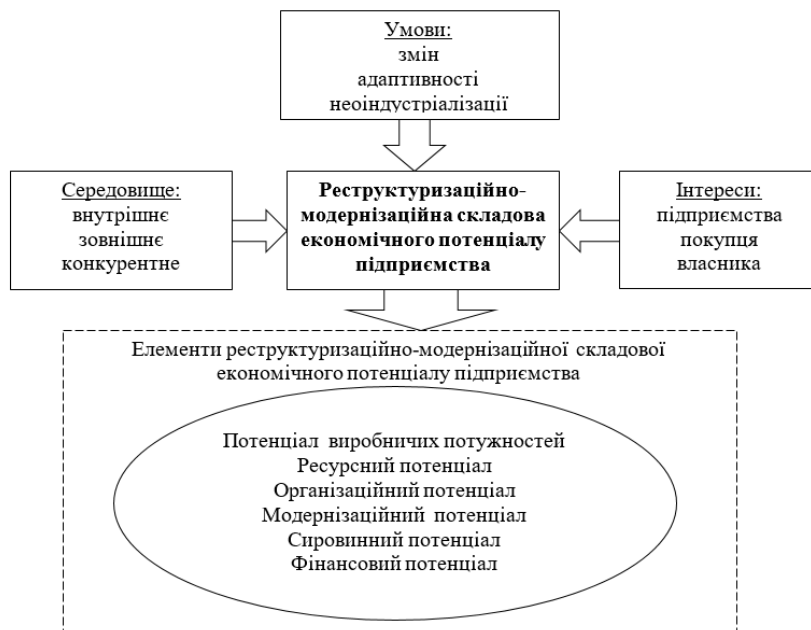 Умови:
змін
адаптивності
неоіндустріалізації
Середовище:
внутрішнє
зовнішнє
конкурентне
Реструктуризаційно-
модернізаційна складова
економічного потенціалу
підприємства
Інтереси:
підприємства
покупця
власника
Елементи реструктуризаційно-модернізаційної складової
економічного потенціалу підприємства
Потенціал виробничих потужностей
Ресурсний потенціал
Організаційний потенціал
Модернізаційний потенціал
Сировинний потенціал
Фінансовий потенціал